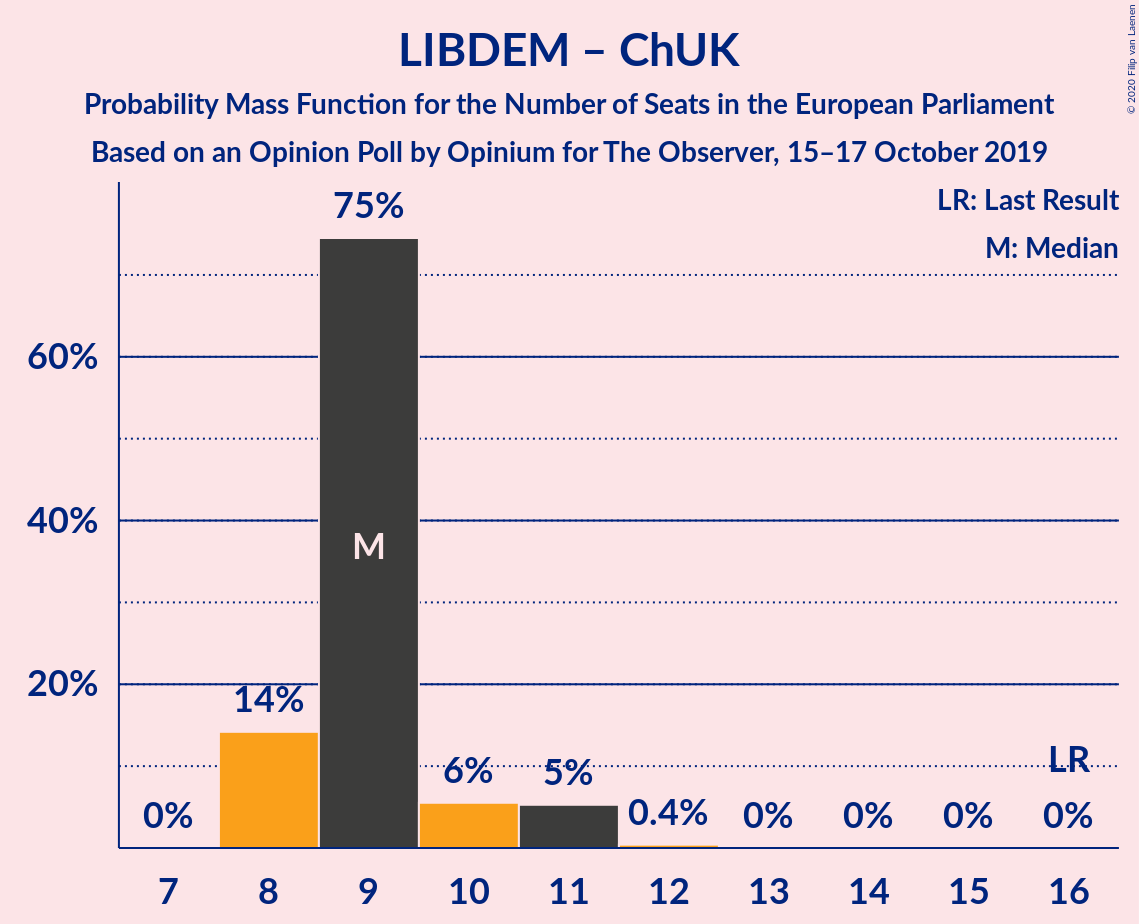 LIBDEM – ChUK
Probability Mass Function for the Number of Seats in the European Parliament
Based on an Opinion Poll by Opinium for The Observer, 15–17 October 2019
© 2020 Filip van Laenen
LR: Last Result
M: Median
75%
60%
40%
M
20%
14%
6%
5%
LR
0%
0.4%
0%
0%
0%
0%
7
8
9
10
11
12
13
14
15
16